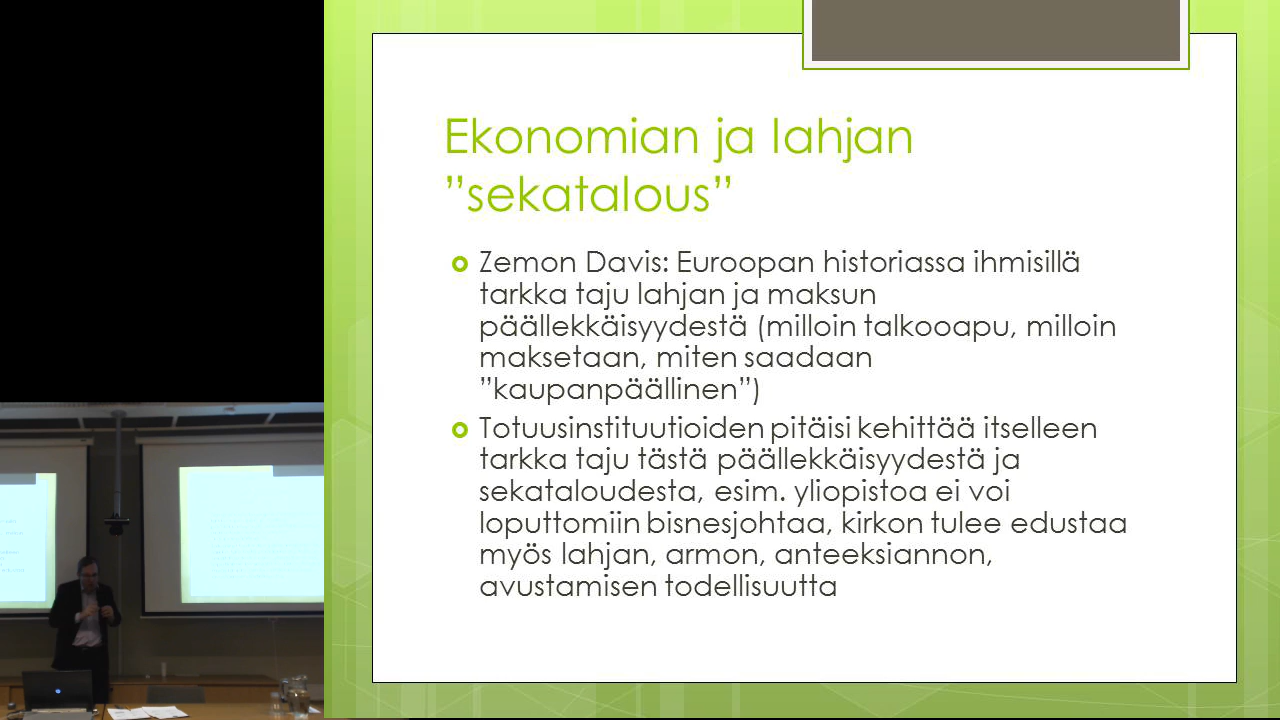 Ekonomian ja lahjan
”sekatalous”
Zemon Davis: Euroopan historiassa ihmisillä
tarkka taju lahjan ja maksun
päällekkäisyydestä (milloin talkooapu, milloin
maksetaan, miten saadaan
”kaupanpäällinen”)
Totuusinstituutioiden pitäisi kehittää itselleen
tarkka taju tästä päällekkäisyydestä ja
sekataloudesta, esim. yliopistoa ei voi
loputtomiin bisnesjohtaa, kirkon tulee edustaa
myös lahjan, armon, anteeksiannon,
avustamisen todellisuutta